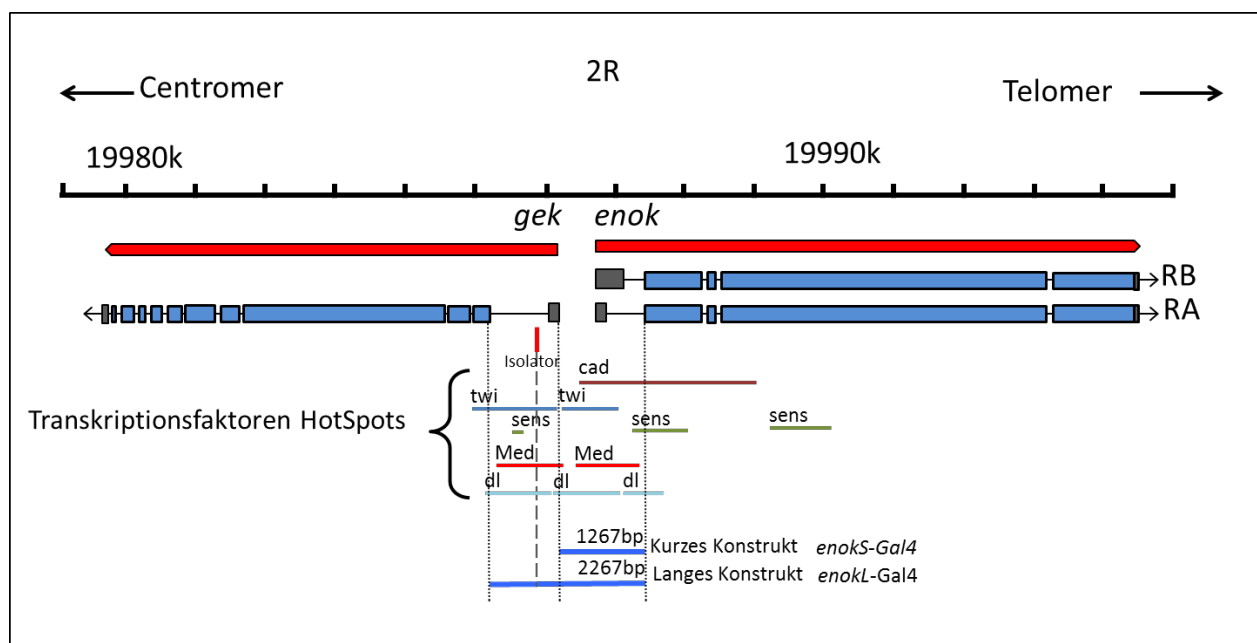 2R
Centromer
Telomer
19980k
19990k
gek
enok
RB
RA
Isolator
cad
twi
twi
Transkriptionsfaktoren HotSpots
sens
sens
sens
Med
Med
dl
dl
dl
1267bp
Kurzes Konstrukt enokS-Gal4
2267bp
Langes Konstrukt enokL-Gal4